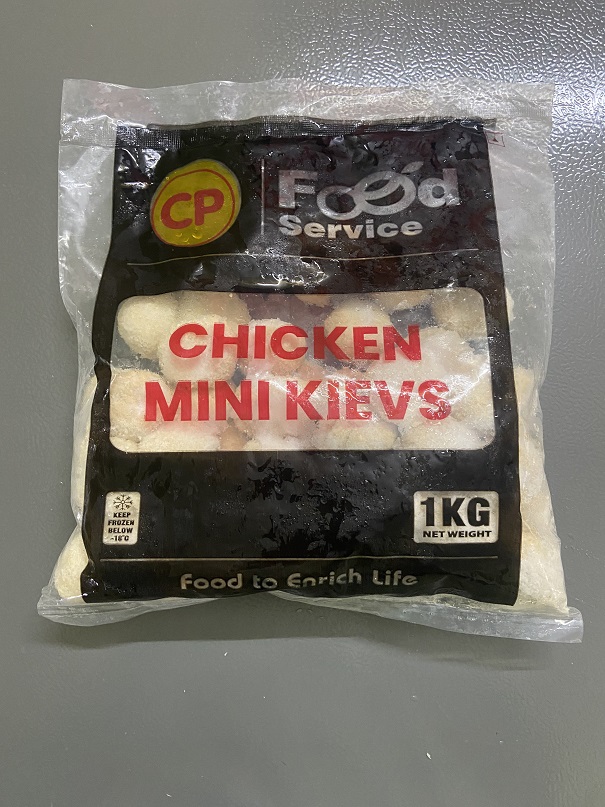 CP
Food
Service
CHICKEN
MINI KIEVS
KEEP
FROZEN
BELOW
-18°C
1KG
NET WEIGHT
Food to Enrich Life